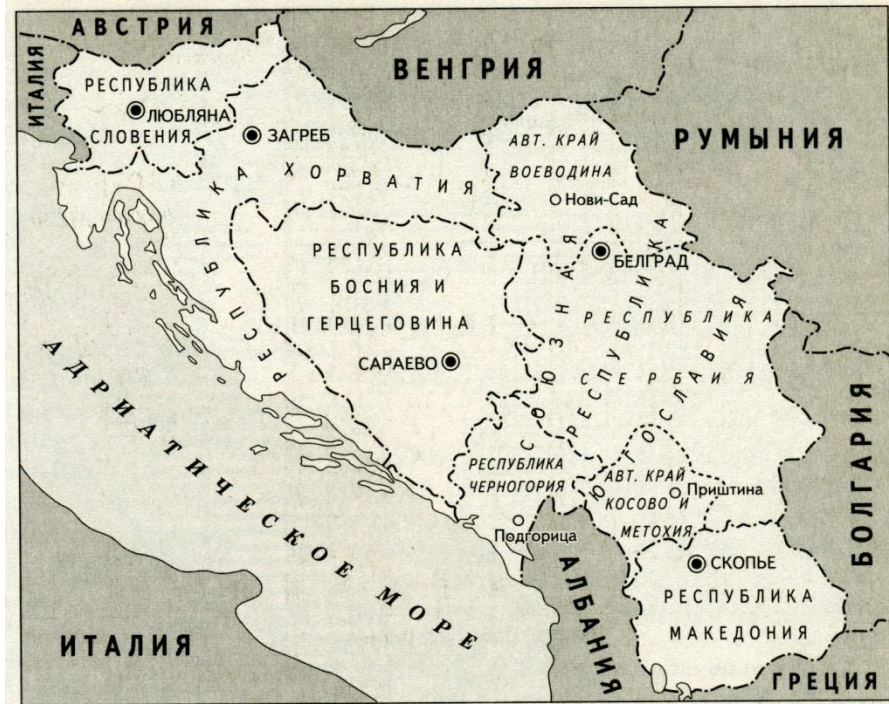 АВСТРИЯ
ИТАЛИЯ
ВЕНГРИЯ
РУМЫНИЯ
РЕСПУБЛИКА
СЛОВЕНИЯ
ЛЮБЛЯНА
ЗАГРЕБ
РЕСПУБЛИКА ХОРВАТИЯ
АВТ. КРАЙ
ВОЕВОДИНА
Нови-Сад
БЕЛГРАД
РЕСПУБЛИКА
БОСНИЯ И
ГЕРЦЕГОВИНА
САРАЕВО
СОЮЗНАЯ
РЕСПУБЛИКА
ЮГОСЛАВИЯ
РЕСПУБЛИКА
СЕРБИЯ
РЕСПУБЛИКА
ЧЕРНОГОРИЯ
Подгорица
АВТ. КРАЙ
КОСОВО И
МЕТОХИЯ
Приштина
СКОПЬЕ
РЕСПУБЛИКА
МАКЕДОНИЯ
АДРИАТИЧЕСКОЕ МОРЕ
ИТАЛИЯ
АЛБАНИЯ
БОЛГАРИЯ
ГРЕЦИЯ